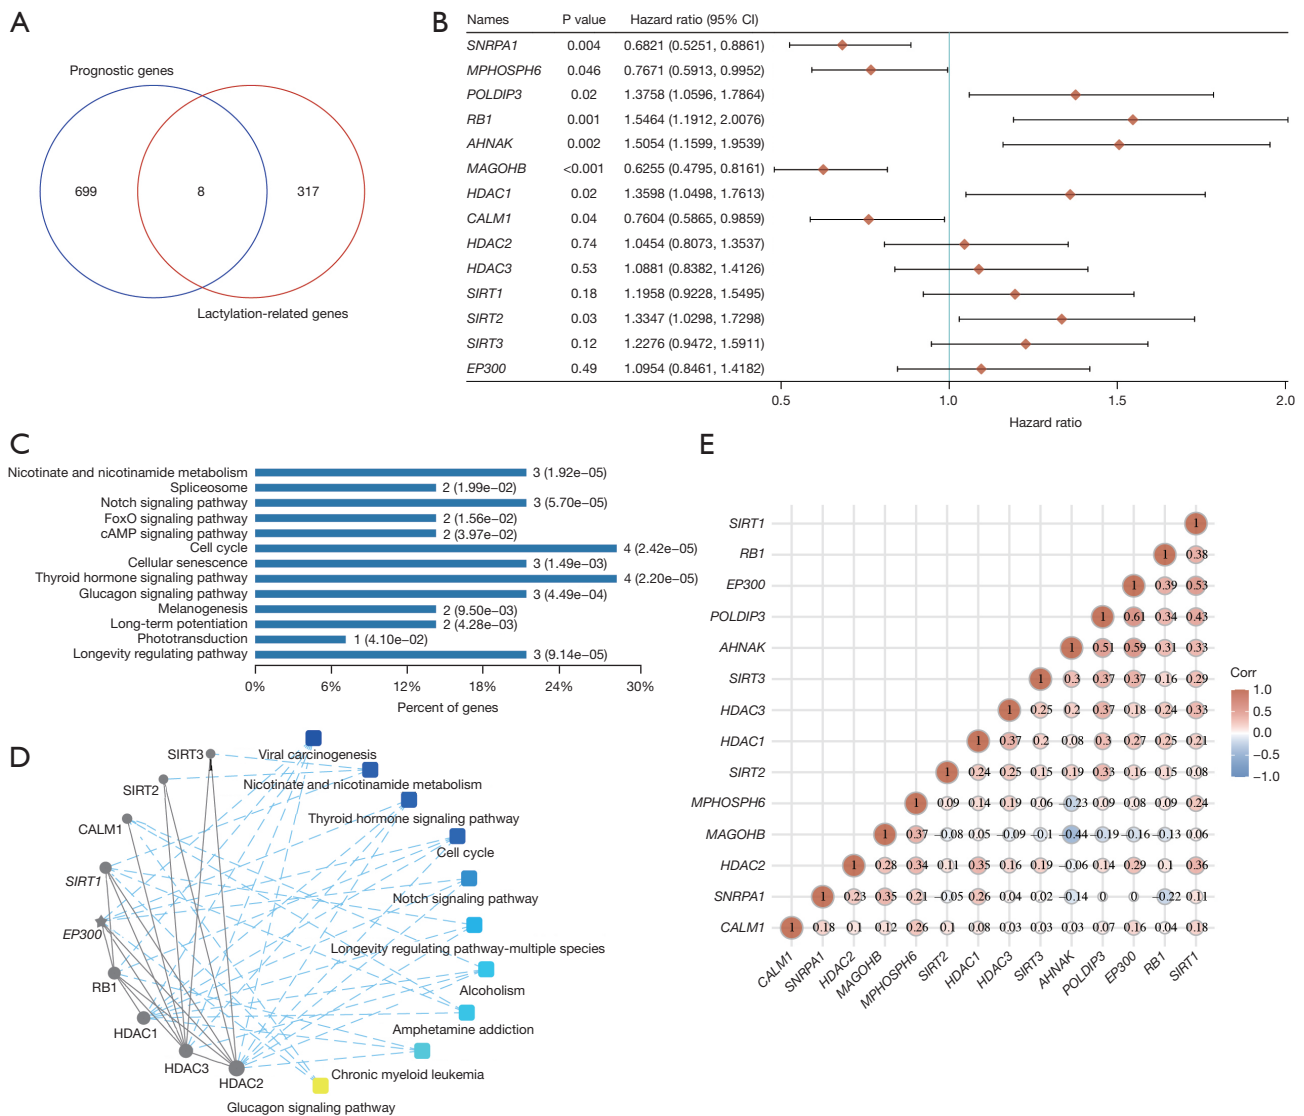 A
Prognostic genes
699
8
317
Lactylation-related genes
B
Names P value Hazard ratio (95% CI)
SNRPA1 0.004 0.6821 (0.5251, 0.8861)
MPHOSPH6 0.046 0.7671 (0.5913, 0.9952)
POLDIP3 0.02 1.3758 (1.0596, 1.7864)
RB1 0.001 1.5464 (1.1912, 2.0076)
AHNAK 0.002 1.5054 (1.1599, 1.9539)
MAGOHB <0.001 0.6255 (0.4795, 0.8161)
HDAC1 0.02 1.3598 (1.0498, 1.7613)
CALM1 0.04 0.7604 (0.5865, 0.9859)
HDAC2 0.74 1.0454 (0.8073, 1.3537)
HDAC3 0.53 1.0881 (0.8382, 1.4126)
SIRT1 0.18 1.1958 (0.9228, 1.5495)
SIRT2 0.03 1.3347 (1.0298, 1.7298)
SIRT3 0.12 1.2276 (0.9472, 1.5911)
EP300 0.49 1.0954 (0.8461, 1.4182)
0.5 1.0 1.5 2.0
Hazard ratio
C
Nicotinate and nicotinamide metabolism 3 (1.92e−05)
Spliceosome 2 (1.99e−02)
Notch signaling pathway 3 (5.70e−05)
FoxO signaling pathway 2 (1.56e−02)
cAMP signaling pathway 2 (3.97e−02)
Cell cycle 4 (2.42e−05)
Cellular senescence 3 (1.49e−03)
Thyroid hormone signaling pathway 4 (2.20e−05)
Glucagon signaling pathway 3 (4.49e−04)
Melanogenesis 2 (9.50e−03)
Long-term potentiation 2 (4.28e−03)
Phototransduction 1 (4.10e−02)
Longevity regulating pathway 3 (9.14e−05)
0% 6% 12% 18% 24% 30%
Percent of genes
D
SIRT3
SIRT2
CALM1
SIRT1
EP300
RB1
HDAC1
HDAC3
HDAC2
Viral carcinogenesis
Nicotinate and nicotinamide metabolism
Thyroid hormone signaling pathway
Cell cycle
Notch signaling pathway
Longevity regulating pathway-multiple species
Alcoholism
Amphetamine addiction
Chronic myeloid leukemia
Glucagon signaling pathway
E
SIRT1 1
RB1 1 0.38
EP300 1 0.39 0.53
POLDIP3 1 0.61 0.34 0.43
AHNAK 1 0.51 0.59 0.31 0.33
SIRT3 1 0.3 0.37 0.37 0.16 0.29
HDAC3 1 0.25 0.2 0.37 0.18 0.24 0.33
HDAC1 1 0.37 0.2 0.08 0.3 0.27 0.25 0.21
SIRT2 1 0.24 0.25 0.15 0.19 0.33 0.16 0.15 0.08
MPHOSPH6 1 0.09 0.14 0.19 0.06 −0.23 0.09 0.08 0.09 0.24
MAGOHB 1 0.37 −0.08 0.05 −0.09 −0.1 −0.44 −0.19 −0.16 −0.13 0.06
HDAC2 1 0.28 0.34 0.11 0.35 0.16 0.19 −0.06 0.14 0.29 0.1 0.36
SNRPA1 1 0.23 0.35 0.21 −0.05 0.26 0.04 0.02 −0.14 0 0 −0.22 0.11
CALM1 1 0.18 0.1 0.12 0.26 0.1 0.08 0.03 0.03 0.03 0.07 0.16 0.04 0.18
CALM1 SNRPA1 HDAC2 MAGOHB MPHOSPH6 SIRT2 HDAC1 HDAC3 SIRT3 AHNAK POLDIP3 EP300 RB1 SIRT1
Corr
1.0
0.5
0.0
−0.5
−1.0